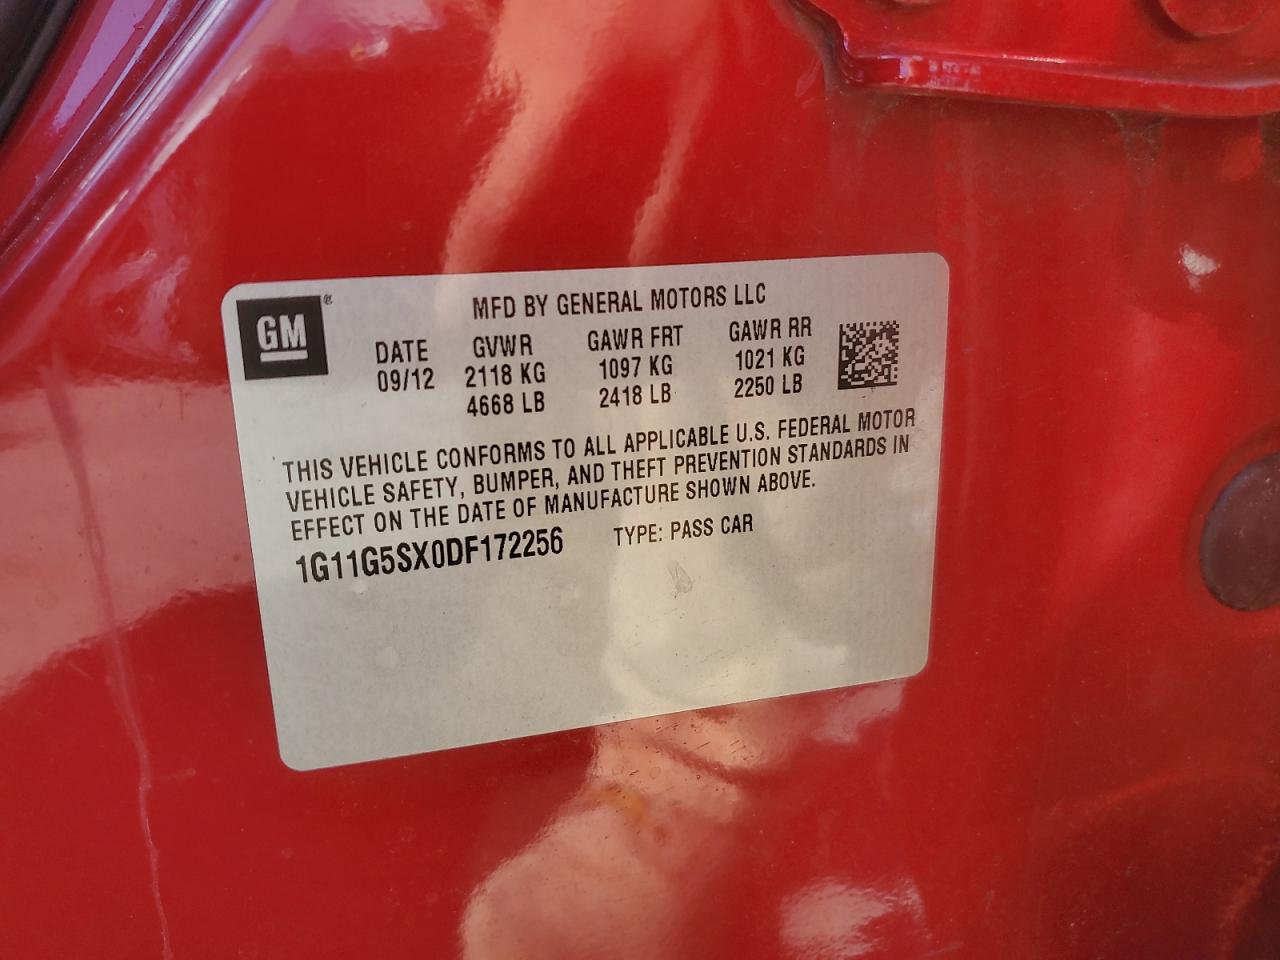 GM®
MFD BY GENERAL MOTORS LLC
DATE GVWR GAWR FRT GAWR RR
09/12 2118 KG 1097 KG 1021 KG
4668 LB 2418 LB 2250 LB
THIS VEHICLE CONFORMS TO ALL APPLICABLE U.S. FEDERAL MOTOR
VEHICLE SAFETY, BUMPER, AND THEFT PREVENTION STANDARDS IN
EFFECT ON THE DATE OF MANUFACTURE SHOWN ABOVE.
1G11G5SX0DF172256 TYPE: PASS CAR